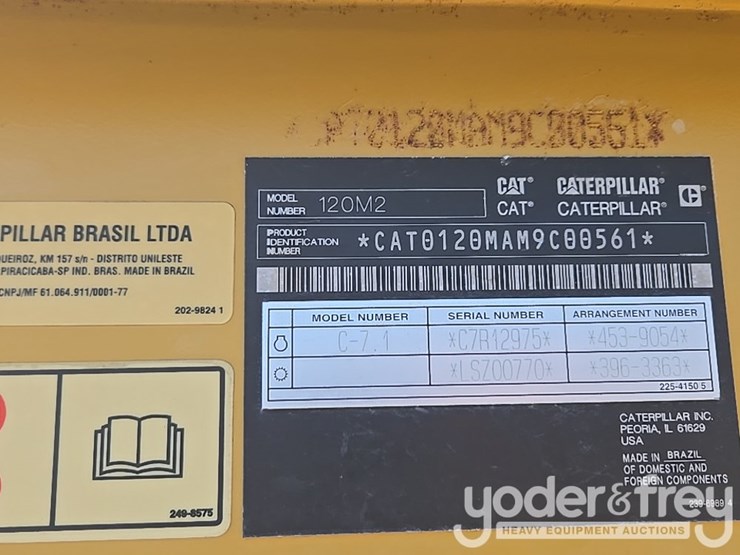 PT0120MAM9C00561*
MODEL NUMBER 120M2
CAT® CATERPILLAR®
CAT® CATERPILLAR®
C
PRODUCT IDENTIFICATION NUMBER *CAT0120MAM9C00561*
PILLAR BRASIL LTDA
UEIROZ, KM 157 s/n - DISTRITO UNILESTE
PIRACICABA-SP IND. BRAS. MADE IN BRAZIL
CNPJ/MF 61.064.911/0001-77
202-9824 1
MODEL NUMBER SERIAL NUMBER ARRANGEMENT NUMBER
C-7.1 *C7R12975* *453-9054*
*LSZ00770* *396-3363*
225-4150 5
CATERPILLAR INC.
PEORIA, IL 61629
USA
MADE IN BRAZIL
OF DOMESTIC AND
FOREIGN COMPONENTS
249-8575
yoder&frey
HEAVY EQUIPMENT AUCTIONS